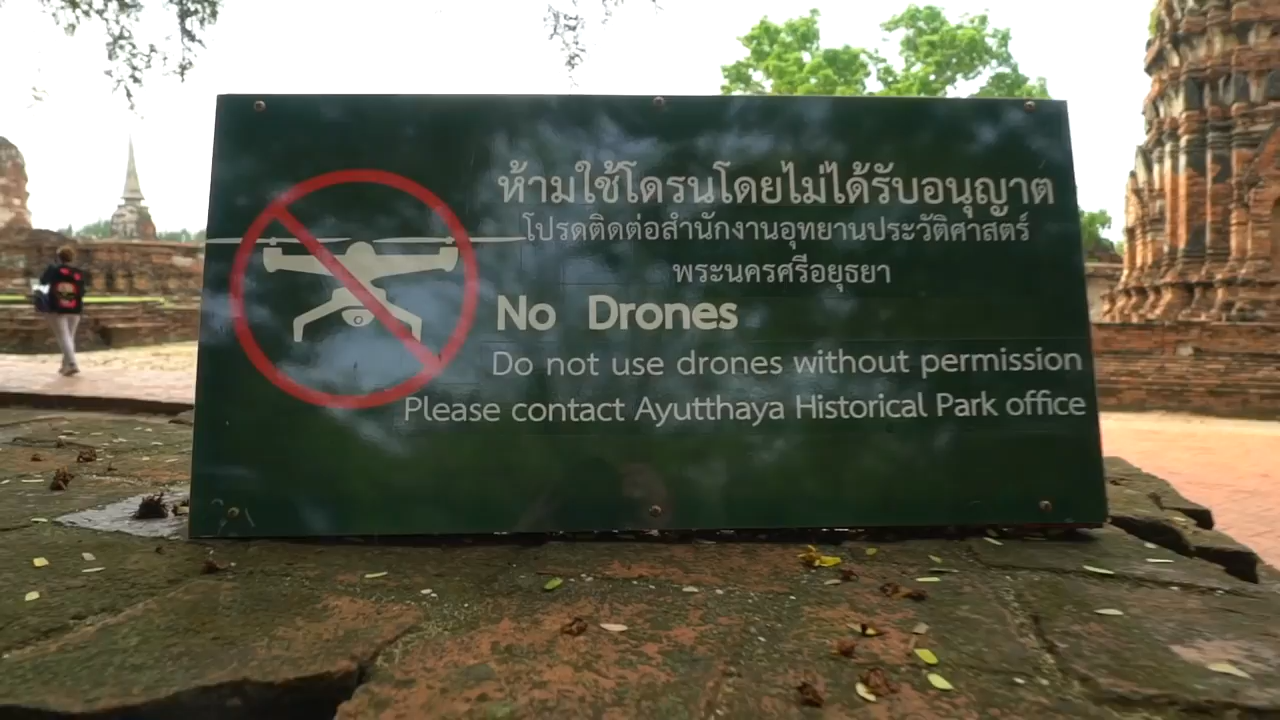 ห้ามใช้โดรนโดยไม่ได้รับอนุญาต
โปรดติดต่อสำนักงานอุทยานประวัติศาสตร์
พระนครศรีอยุธยา
No Drones
Do not use drones without permission
Please contact Ayutthaya Historical Park office